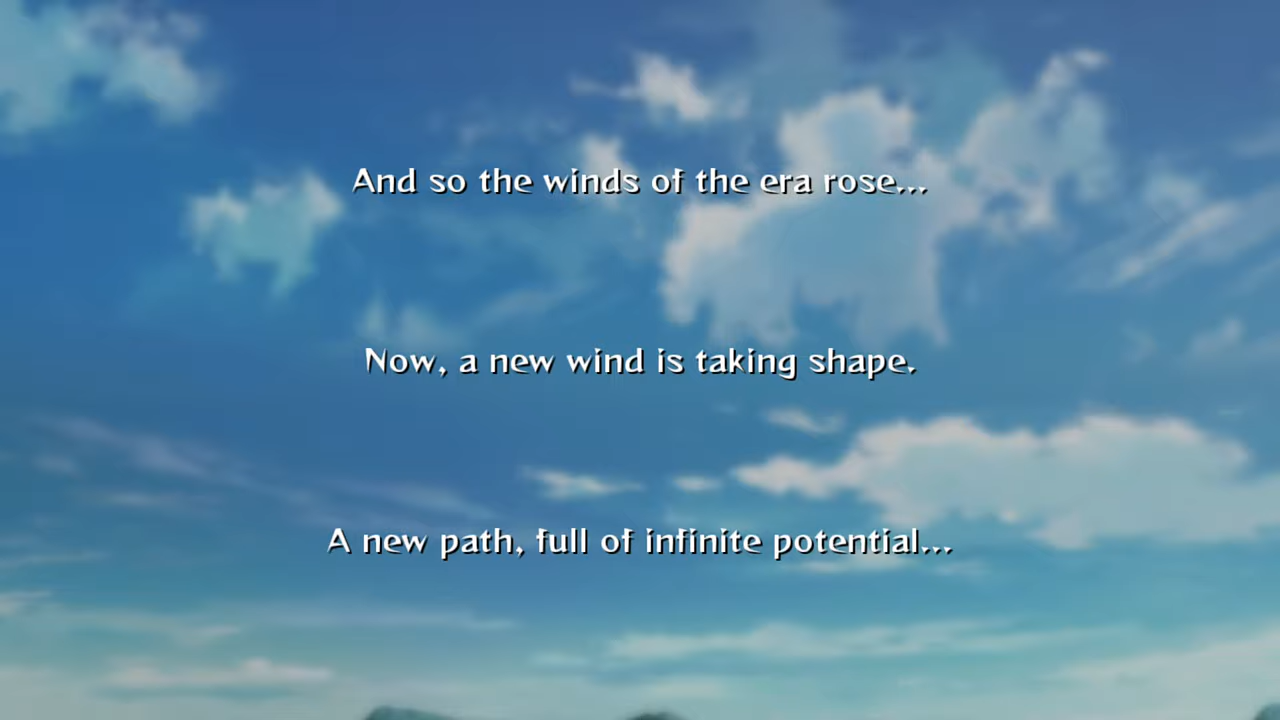 And so the winds of the era rose...
Now, a new wind is taking shape.
A new path, full of infinite potential...